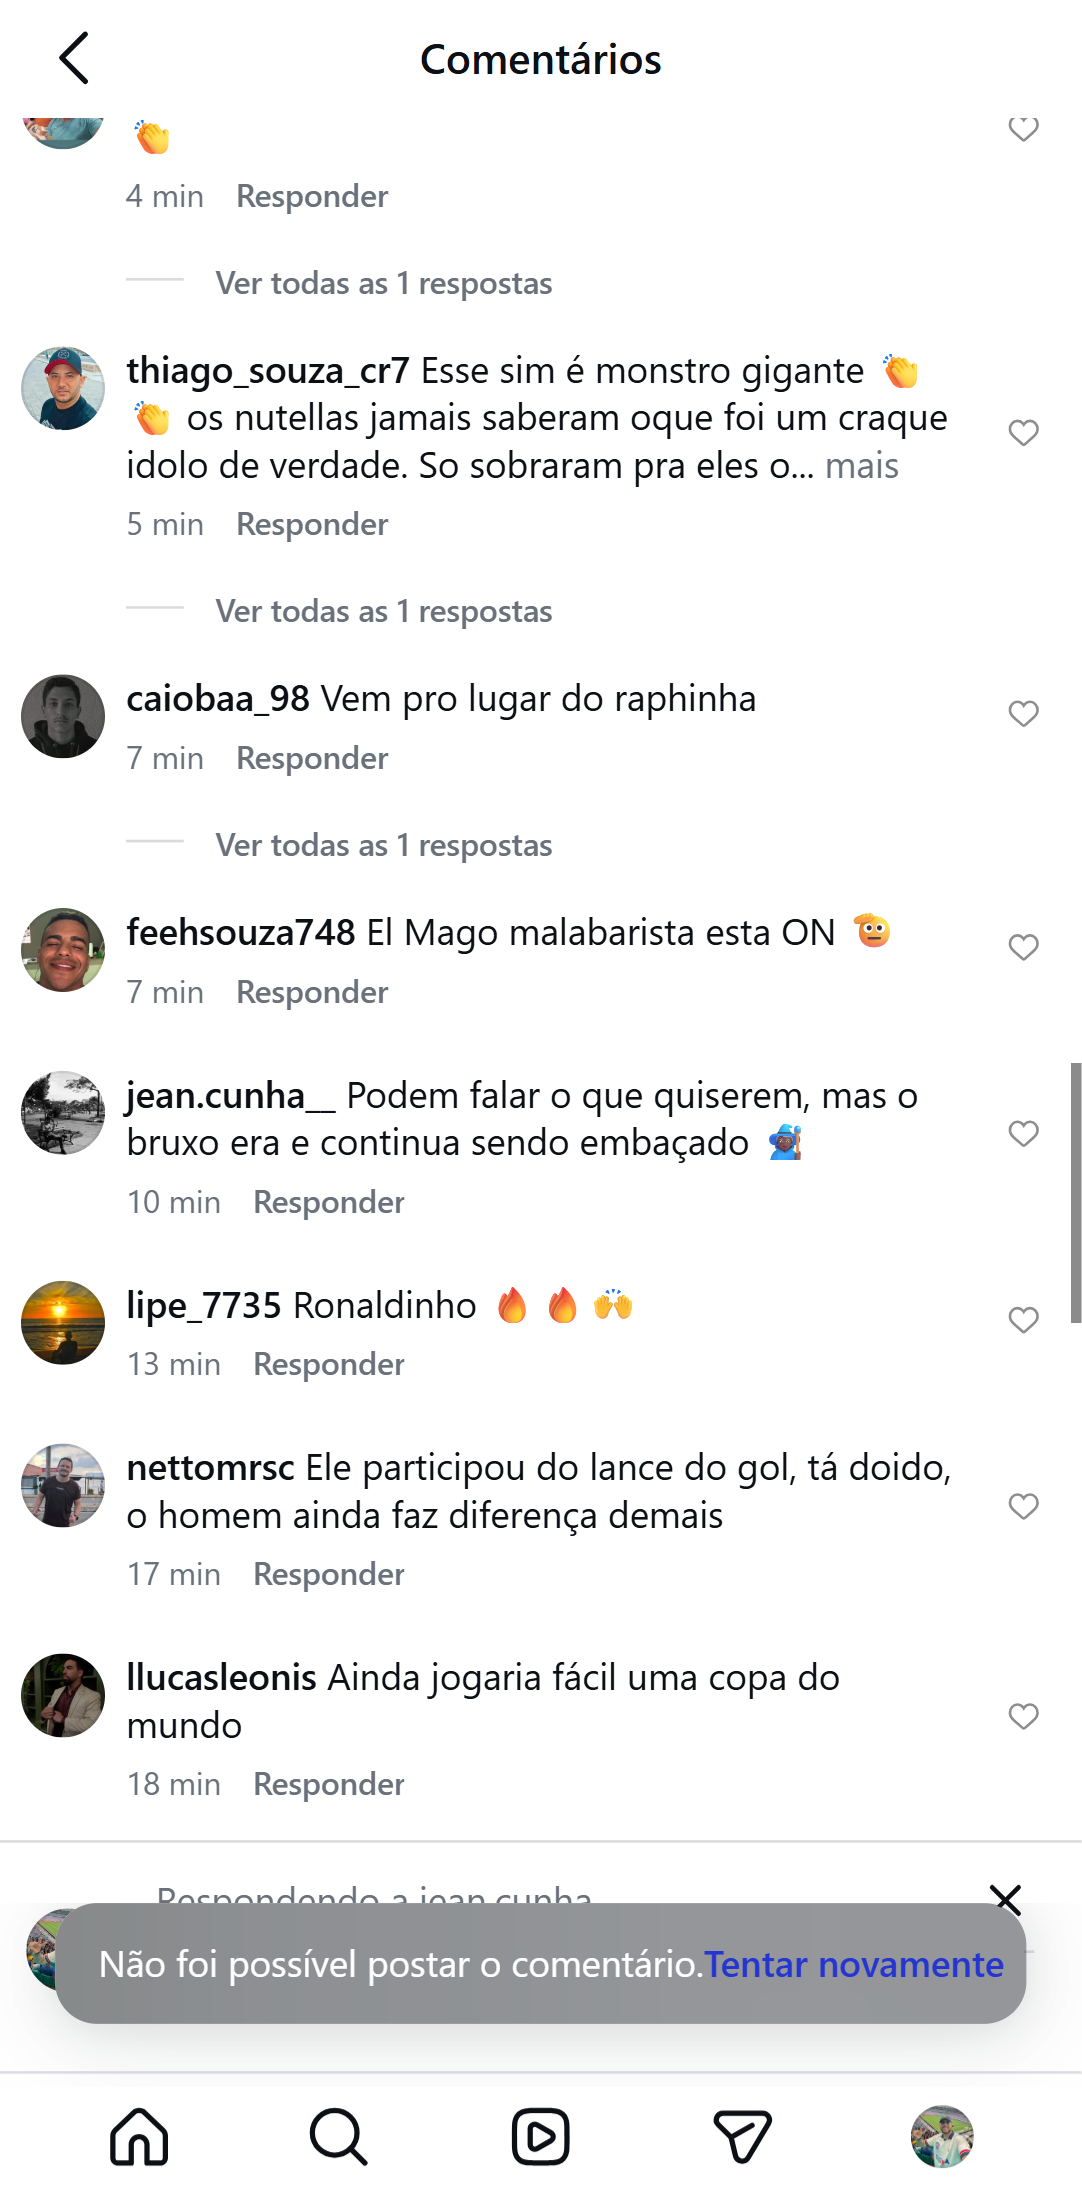 Comentários
👏
4 min Responder
Ver todas as 1 respostas
thiago_souza_cr7 Esse sim é monstro gigante 👏
👏 os nutellas jamais saberam oque foi um craque
idolo de verdade. So sobraram pra eles o... mais
5 min Responder
Ver todas as 1 respostas
caiobaa_98 Vem pro lugar do raphinha
7 min Responder
Ver todas as 1 respostas
feehsouza748 El Mago malabarista esta ON 🫡
7 min Responder
jean.cunha__ Podem falar o que quiserem, mas o
bruxo era e continua sendo embaçado 🧙🏿‍♂️
10 min Responder
lipe_7735 Ronaldinho 🔥🔥🙌
13 min Responder
nettomrsc Ele participou do lance do gol, tá doido,
o homem ainda faz diferença demais
17 min Responder
llucasleonis Ainda jogaria fácil uma copa do
mundo
18 min Responder
Respondendo a jean.cunha
Não foi possível postar o comentário.Tentar novamente